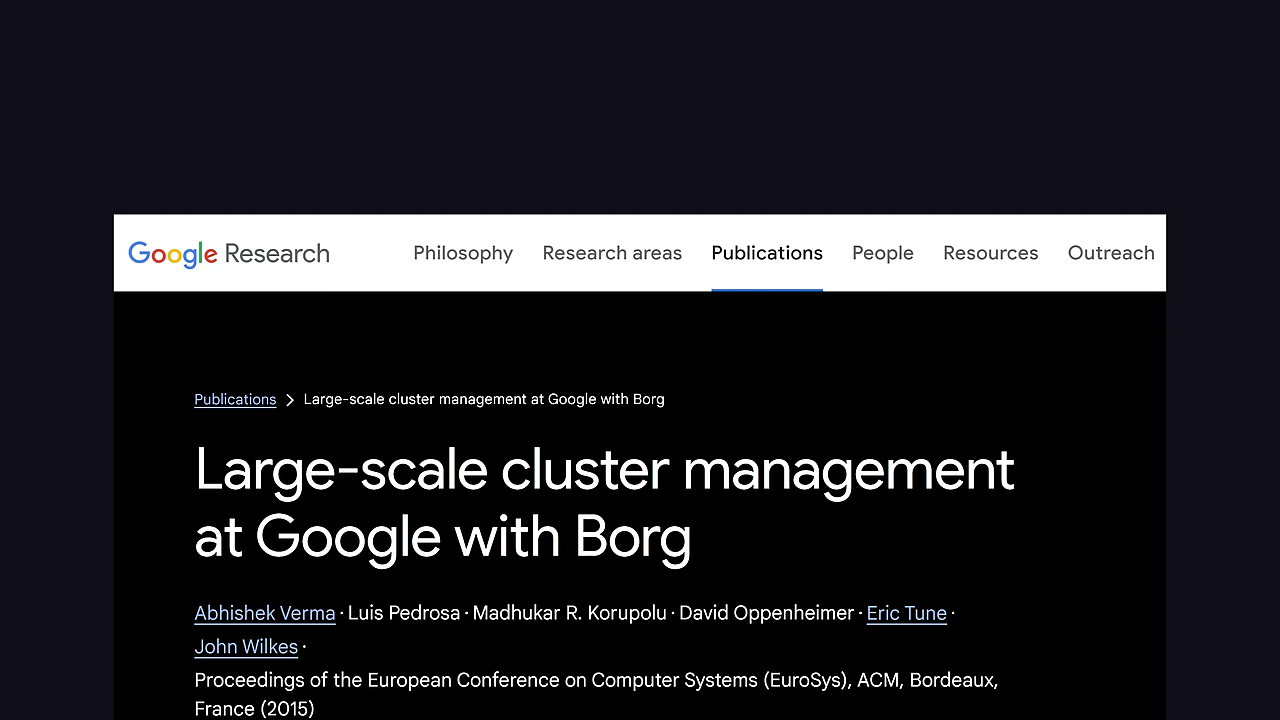 Google Research Philosophy Research areas Publications People Resources Outreach
Publications > Large-scale cluster management at Google with Borg
Large-scale cluster management
at Google with Borg
Abhishek Verma · Luis Pedrosa · Madhukar R. Korupolu · David Oppenheimer · Eric Tune ·
John Wilkes ·
Proceedings of the European Conference on Computer Systems (EuroSys), ACM, Bordeaux,
France (2015)